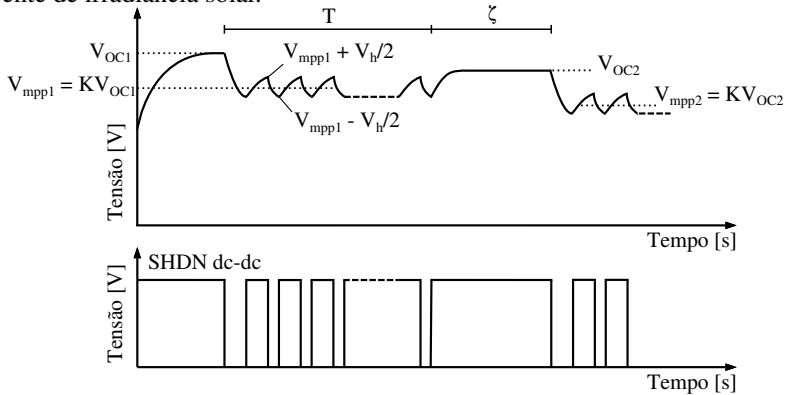 ente de irradiância solar.
T
ζ
V_OC1
V_mpp1 + V_h/2
V_OC2
V_mpp1 = KV_OC1
V_mpp2 = KV_OC2
V_mpp1 - V_h/2
Tensão [V]
Tempo [s]
SHDN dc-dc
Tensão [V]
Tempo [s]